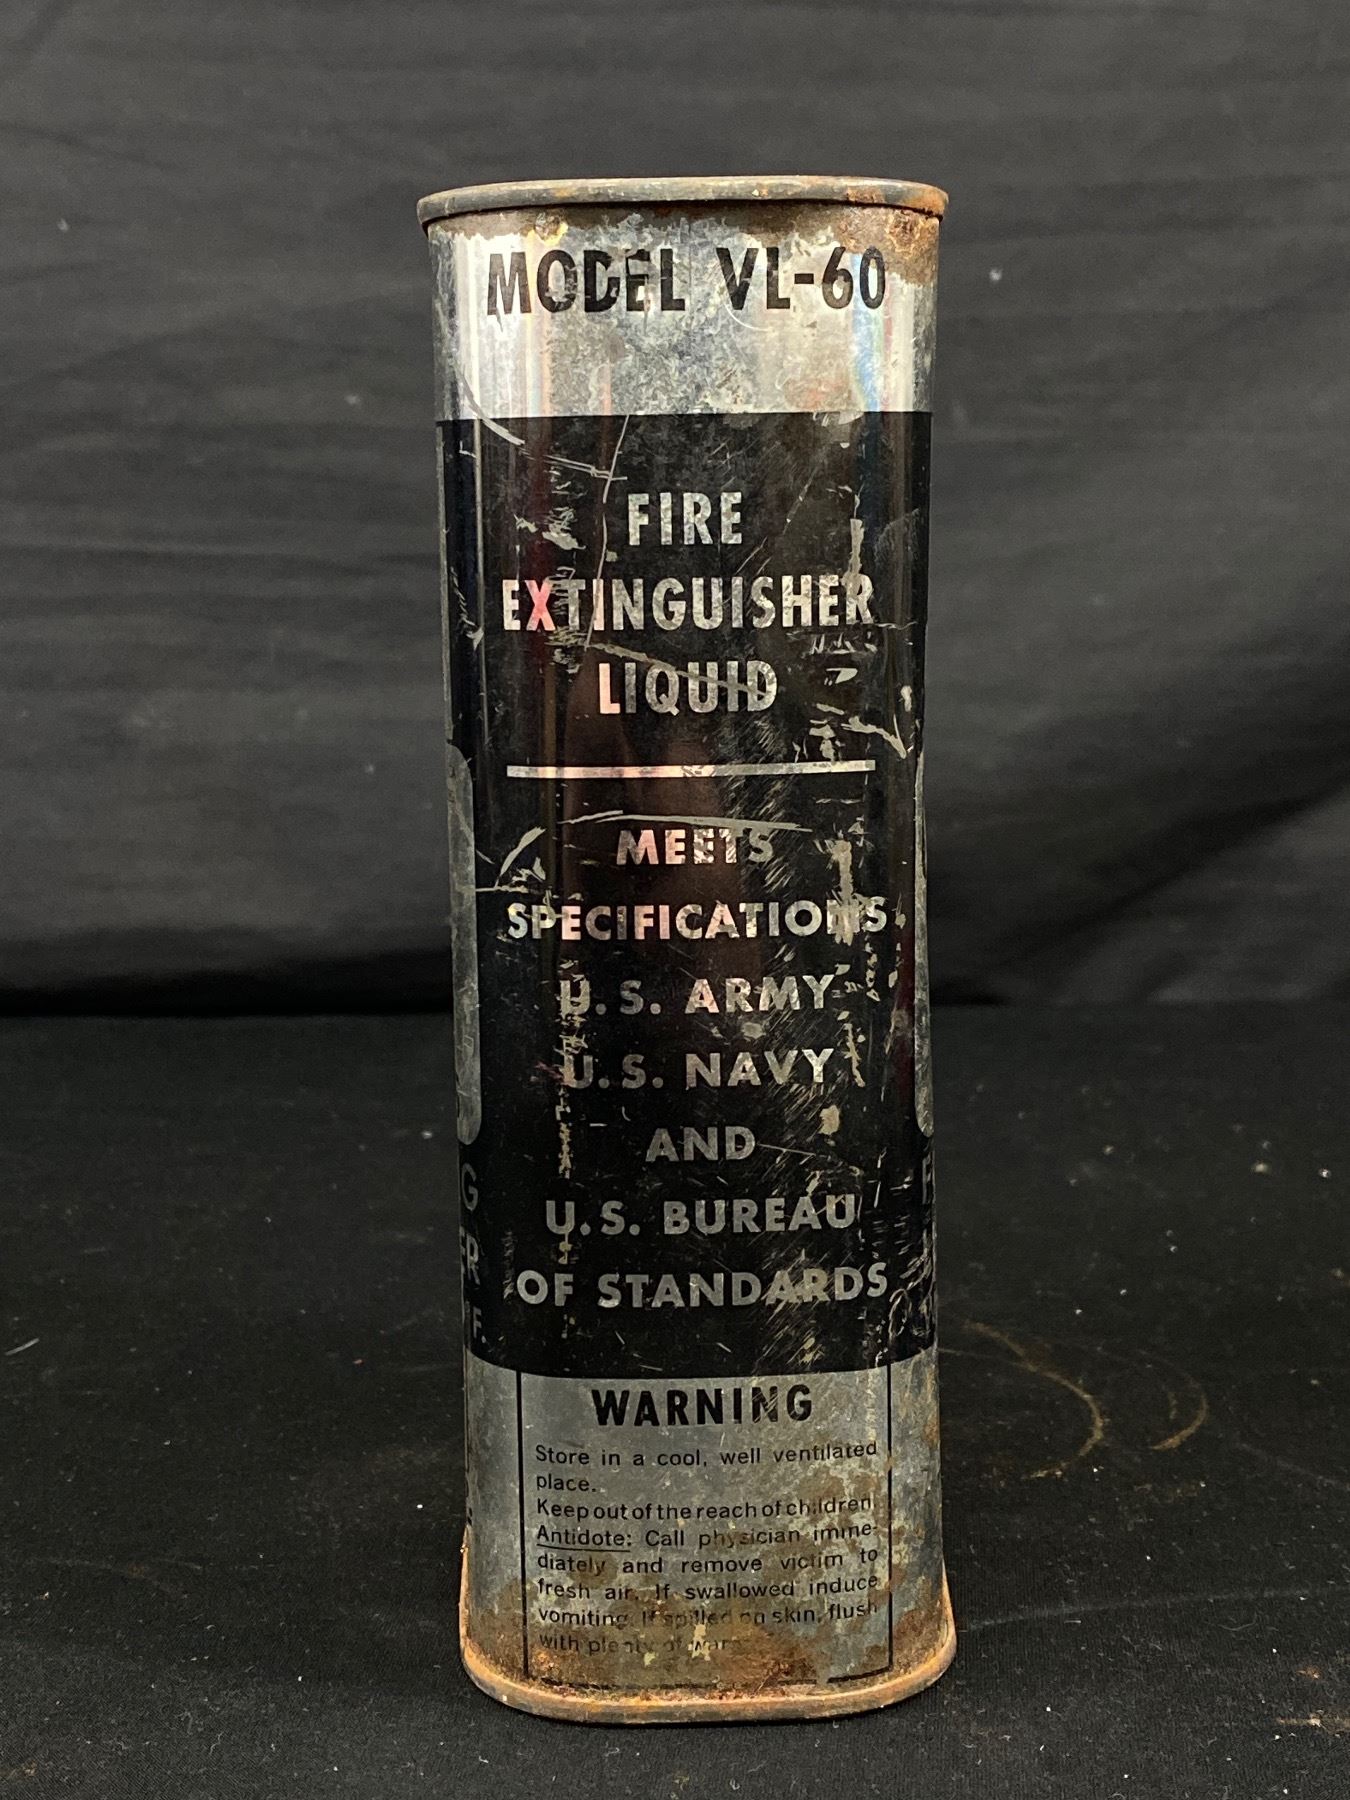 MODEL VL-60
FIRE
EXTINGUISHER
LIQUID
MEETS
SPECIFICATIONS
U.S. ARMY
U.S. NAVY
AND
U.S. BUREAU
OF STANDARDS
WARNING
Store in a cool, well ventilated
place.
Keep out of the reach of children.
Antidote: Call physician imme-
diately and remove victim to
fresh air. If swallowed induce
vomiting. If spilled on skin, flush
with plenty of